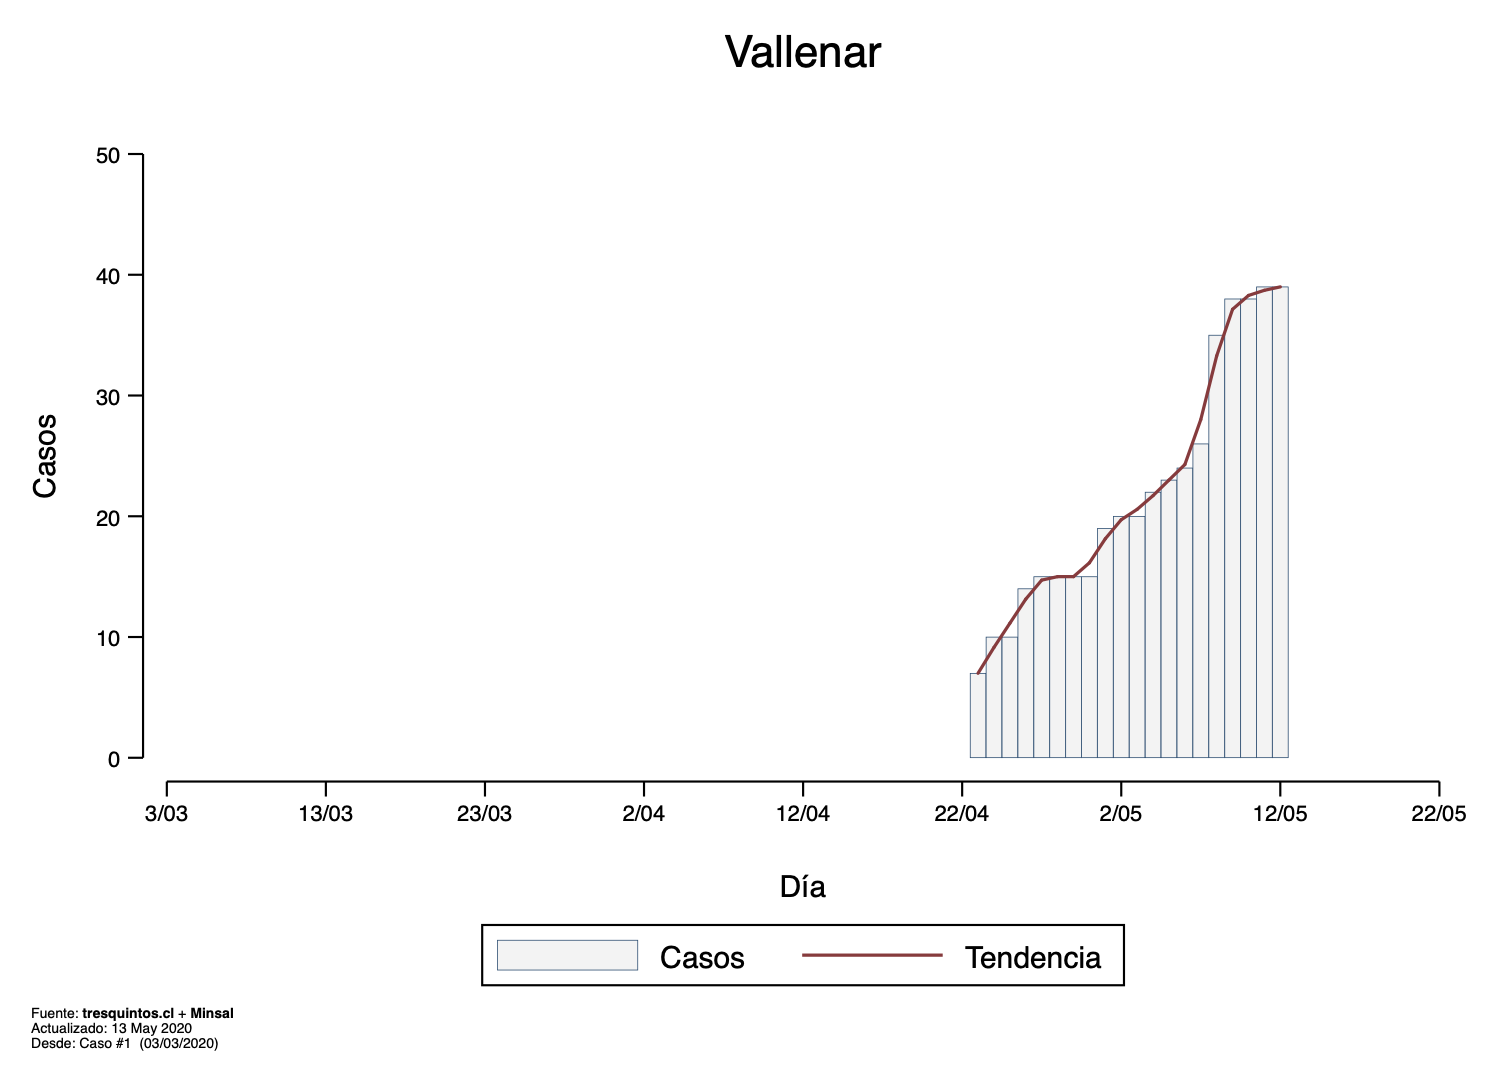 Vallenar
50
40
30
20
10
0
Casos
3/03 13/03 23/03 2/04 12/04 22/04 2/05 12/05 22/05
Día
Casos Tendencia
Fuente: tresquintos.cl + Minsal
Actualizado: 13 May 2020
Desde: Caso #1 (03/03/2020)